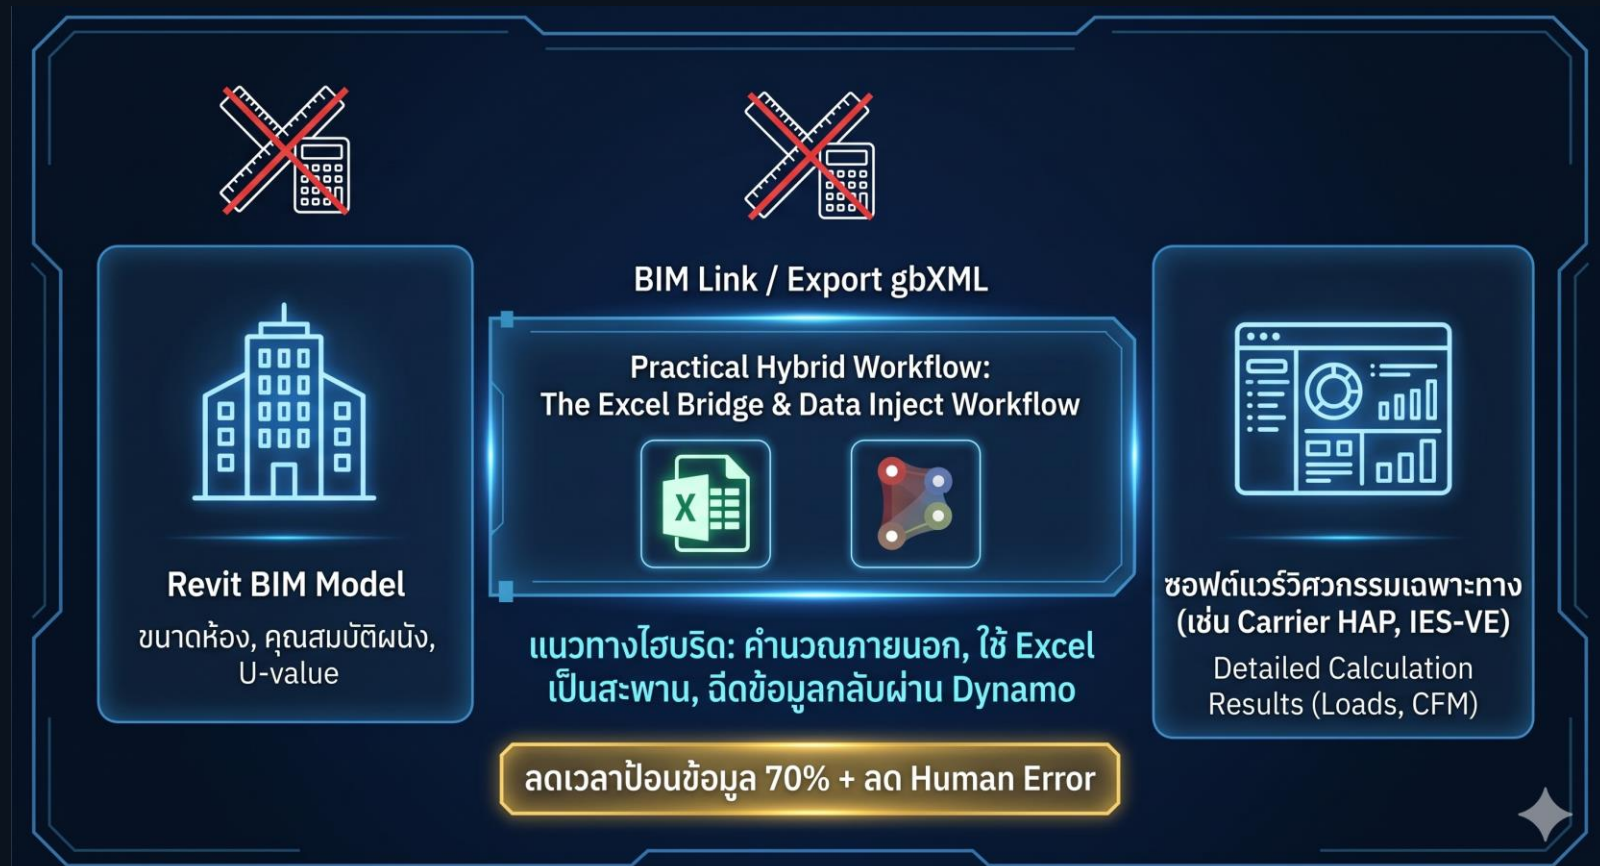 BIM Link / Export gbXML
Practical Hybrid Workflow:
The Excel Bridge & Data Inject Workflow
X
Revit BIM Model
ขนาดห้อง, คุณสมบัติผนัง,
U-value
แนวทางไฮบริด: คำนวณภายนอก, ใช้ Excel
เป็นสะพาน, ฉีดข้อมูลกลับผ่าน Dynamo
ลดเวลาป้อนข้อมูล 70% + ลด Human Error
ซอฟต์แวร์วิศวกรรมเฉพาะทาง
(เช่น Carrier HAP, IES-VE)
Detailed Calculation
Results (Loads, CFM)